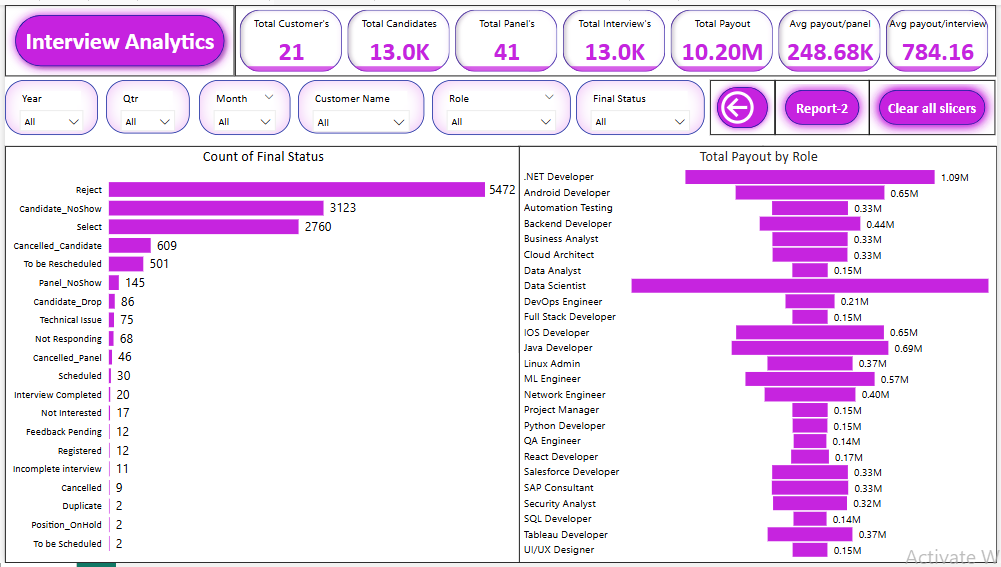 Interview Analytics
Total Customer's
21
Total Candidates
13.0K
Total Panel's
41
Total Interview's
13.0K
Total Payout
10.20M
Avg payout/panel
248.68K
Avg payout/interview
784.16
Year
All
Qtr
All
Month
All
Customer Name
All
Role
All
Final Status
All
Report-2
Clear all slicers
Count of Final Status
Reject 5472
Candidate_NoShow 3123
Select 2760
Cancelled_Candidate 609
To be Rescheduled 501
Panel_NoShow 145
Candidate_Drop 86
Technical Issue 75
Not Responding 68
Cancelled_Panel 46
Scheduled 30
Interview Completed 20
Not Interested 17
Feedback Pending 12
Registered 12
Incomplete interview 11
Cancelled 9
Duplicate 2
Position_OnHold 2
To be Scheduled 2
Total Payout by Role
.NET Developer 1.09M
Android Developer 0.65M
Automation Testing 0.33M
Backend Developer 0.44M
Business Analyst 0.33M
Cloud Architect 0.33M
Data Analyst 0.15M
Data Scientist
DevOps Engineer 0.21M
Full Stack Developer 0.15M
IOS Developer 0.65M
Java Developer 0.69M
Linux Admin 0.37M
ML Engineer 0.57M
Network Engineer 0.40M
Project Manager 0.15M
Python Developer 0.15M
QA Engineer 0.14M
React Developer 0.17M
Salesforce Developer 0.33M
SAP Consultant 0.33M
Security Analyst 0.32M
SQL Developer 0.14M
Tableau Developer 0.37M
UI/UX Designer 0.15M
Activate W